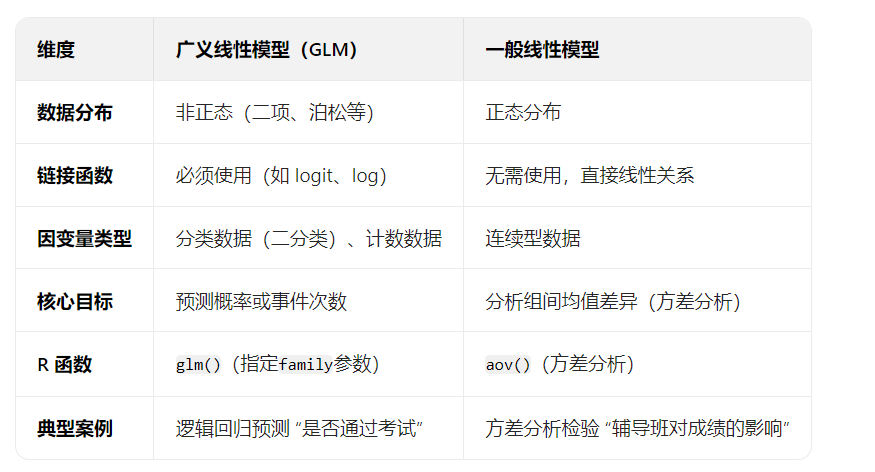 维度 广义线性模型（GLM） 一般线性模型
数据分布 非正态（二项、泊松等） 正态分布
链接函数 必须使用（如 logit、log） 无需使用，直接线性关系
因变量类型 分类数据（二分类）、计数数据 连续型数据
核心目标 预测概率或事件次数 分析组间均值差异（方差分析）
R 函数 glm()（指定family参数） aov()（方差分析）
典型案例 逻辑回归预测 “是否通过考试” 方差分析检验 “辅导班对成绩的影响”